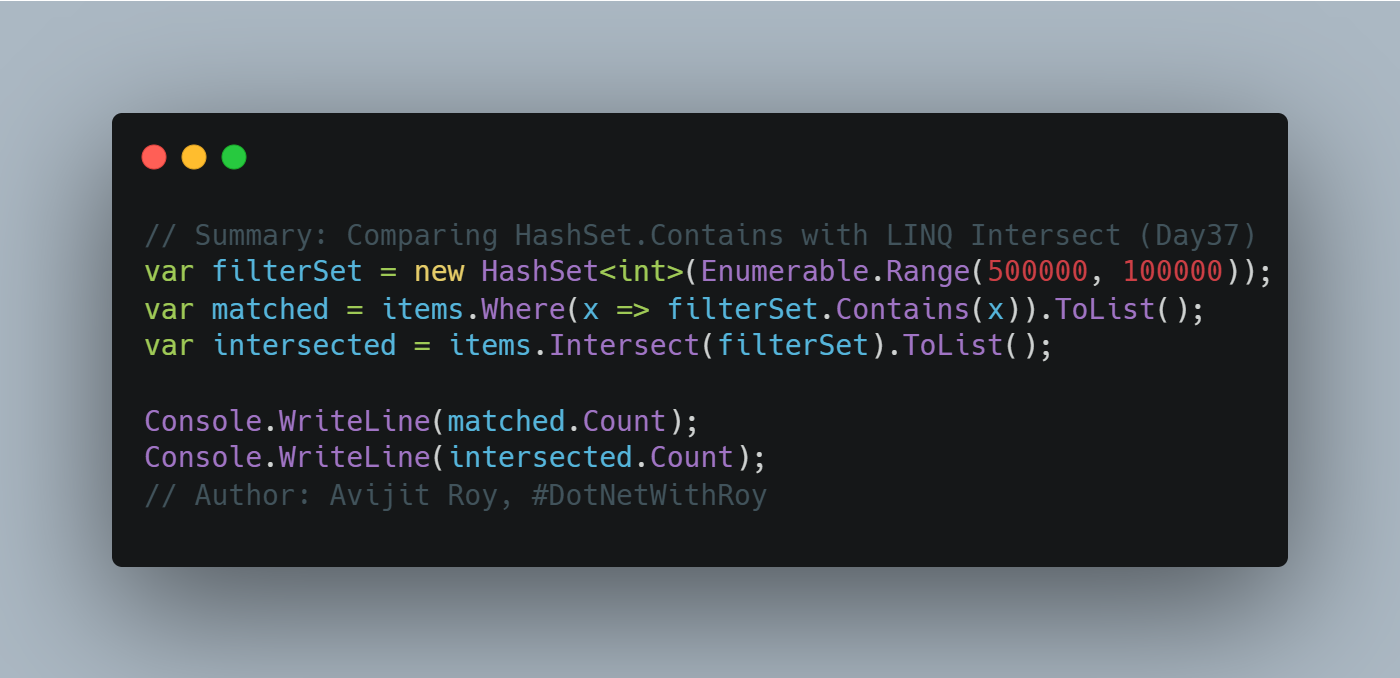 // Summary: Comparing HashSet.Contains with LINQ Intersect (Day37)
var filterSet = new HashSet<int>(Enumerable.Range(500000, 100000));
var matched = items.Where(x => filterSet.Contains(x)).ToList();
var intersected = items.Intersect(filterSet).ToList();
Console.WriteLine(matched.Count);
Console.WriteLine(intersected.Count);
// Author: Avijit Roy, #DotNetWithRoy